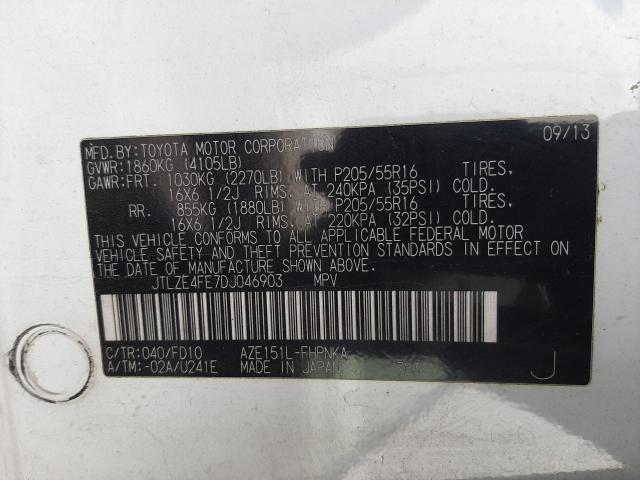 MFD.BY:TOYOTA MOTOR CORPORATION 09/13
GVWR:1860KG (4105LB)
GAWR:FRT. 1030KG (2270LB) WITH P205/55R16 TIRES,
16X6 1/2J RIMS, AT 240KPA (35PSI) COLD.
RR. 855KG (1880LB) WITH P205/55R16 TIRES,
16X6 1/2J RIMS, AT 220KPA (32PSI) COLD.
THIS VEHICLE CONFORMS TO ALL APPLICABLE FEDERAL MOTOR
VEHICLE SAFETY AND THEFT PREVENTION STANDARDS IN EFFECT ON
THE DATE OF MANUFACTURE SHOWN ABOVE.
JTLZE4FE7DJ046903 MPV
C/TR:040/FD10 AZE151L-FHPNKA
A/TM:-02A/U241E MADE IN JAPAN J